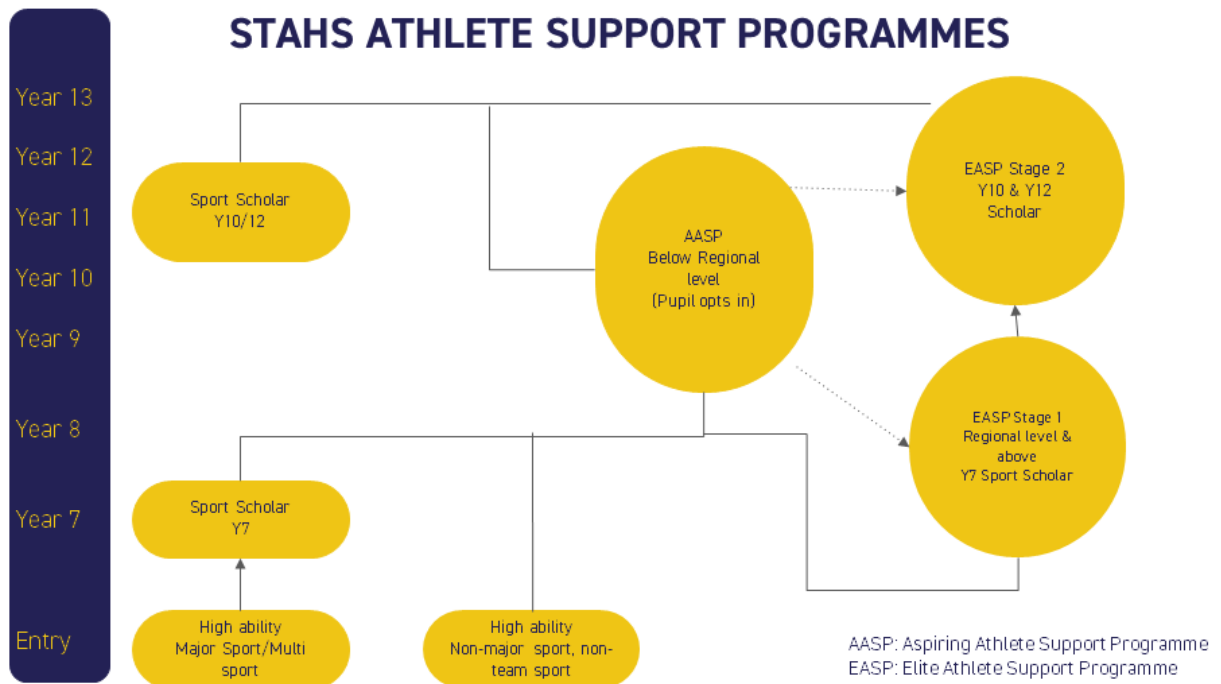 STAHS ATHLETE SUPPORT PROGRAMMES
Year 13
Year 12
Year 11
Year 10
Year 9
Year 8
Year 7
Entry
Sport Scholar
Y10/12
AASP
Below Regional
level
(Pupil opts in)
EASP Stage 2
Y10 & Y12
Scholar
EASP Stage 1
Regional level &
above
Y7 Sport Scholar
Sport Scholar
Y7
High ability
Major Sport/Multi
sport
High ability
Non-major sport, non-
team sport
AASP: Aspiring Athlete Support Programme
EASP: Elite Athlete Support Programme